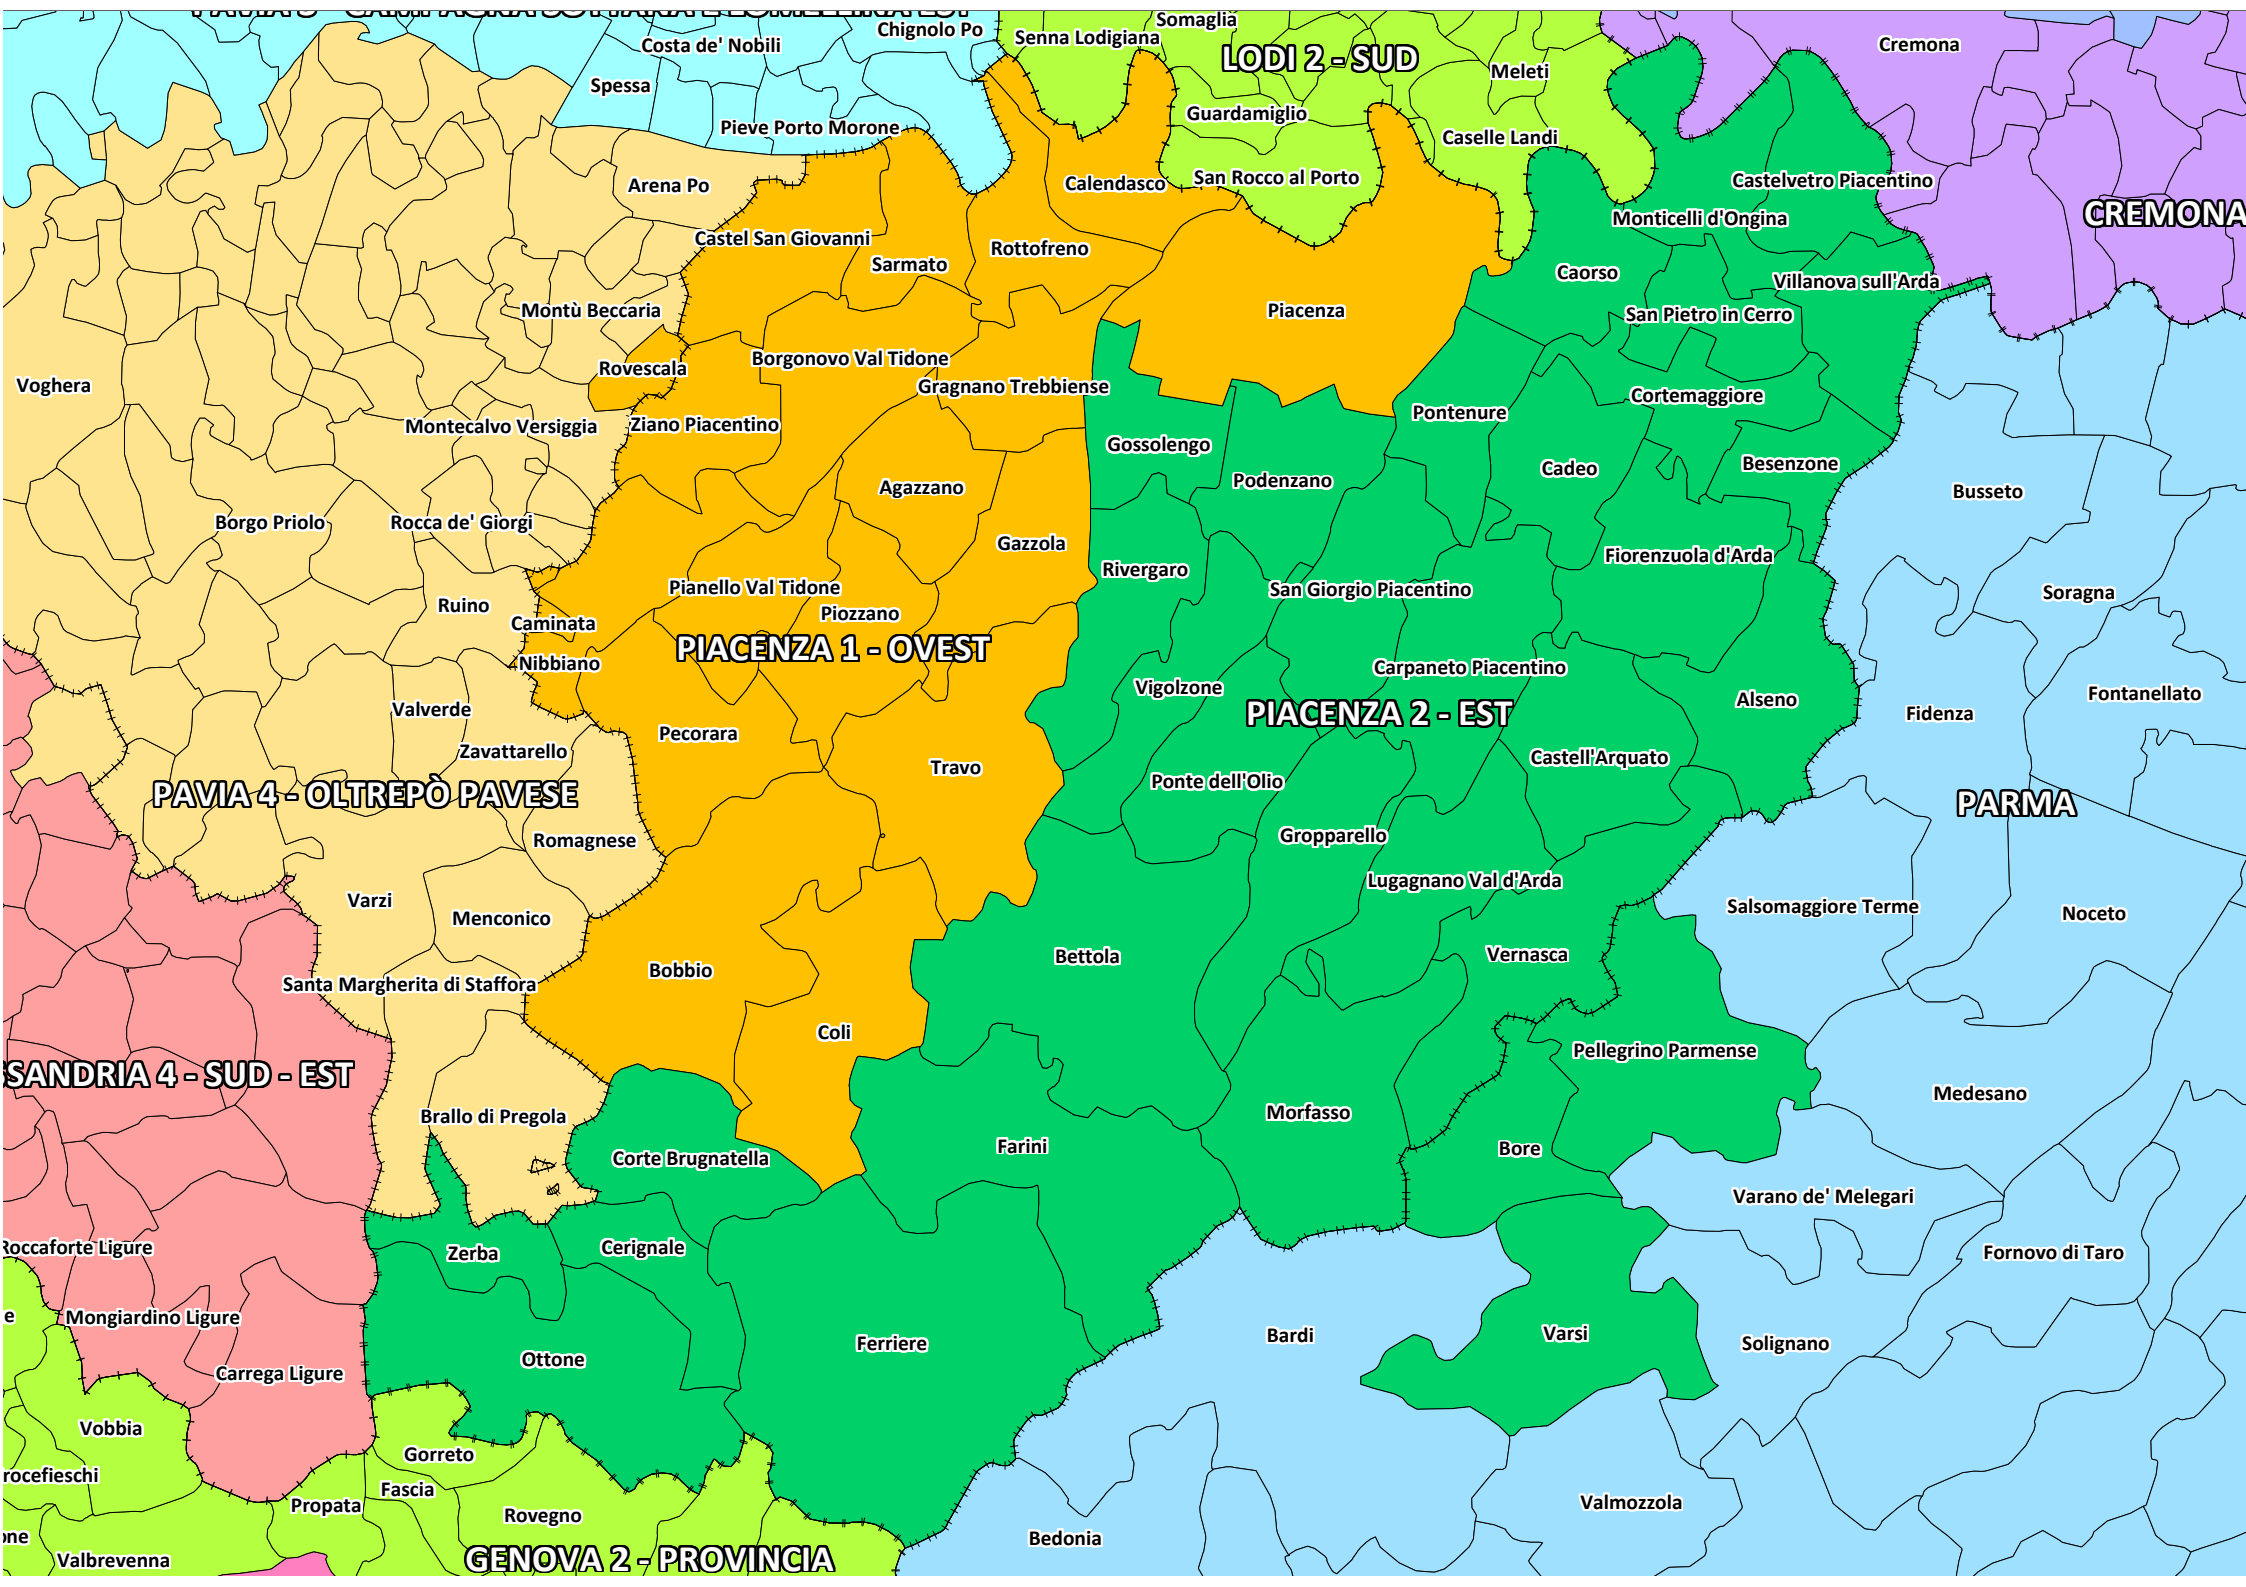 Somaglia
Chignolo Po
Senna Lodigiana
Costa de' Nobili
Cremona
LODI 2 - SUD
Meleti
Spessa
Guardamiglio
Pieve Porto Morone
Caselle Landi
San Rocco al Porto
Castelvetro Piacentino
Arena Po
Calendasco
CREMONA
Monticelli d'Ongina
Castel San Giovanni
Rottofreno
Sarmato
Caorso
Villanova sull'Arda
Montù Beccaria
Piacenza
San Pietro in Cerro
Borgonovo Val Tidone
Rovescala
Voghera
Gragnano Trebbiense
Cortemaggiore
Pontenure
Montecalvo Versiggia
Ziano Piacentino
Gossolengo
Besenzone
Cadeo
Podenzano
Agazzano
Busseto
Borgo Priolo
Rocca de' Giorgi
Gazzola
Fiorenzuola d'Arda
Rivergaro
Pianello Val Tidone
San Giorgio Piacentino
Soragna
Ruino
Piozzano
Caminata
PIACENZA 1 - OVEST
Nibbiano
Carpaneto Piacentino
Vigolzone
Fontanellato
Alseno
Valverde
PIACENZA 2 - EST
Fidenza
Pecorara
Zavattarello
Castell'Arquato
Travo
Ponte dell'Olio
PAVIA 4 - OLTREPÒ PAVESE
PARMA
Gropparello
Romagnese
Lugagnano Val d'Arda
Varzi
Salsomaggiore Terme
Noceto
Menconico
Vernasca
Bettola
Bobbio
Santa Margherita di Staffora
Coli
Pellegrino Parmense
SSANDRIA 4 - SUD - EST
Medesano
Morfasso
Brallo di Pregola
Farini
Bore
Corte Brugnatella
Varano de' Melegari
Roccaforte Ligure
Cerignale
Zerba
Fornovo di Taro
e
Mongiardino Ligure
Bardi
Varsi
Ferriere
Solignano
Ottone
Carrega Ligure
Vobbia
Gorreto
rocefieschi
Fascia
Valmozzola
Propata
Rovegno
one
Bedonia
Valbrevenna
GENOVA 2 - PROVINCIA